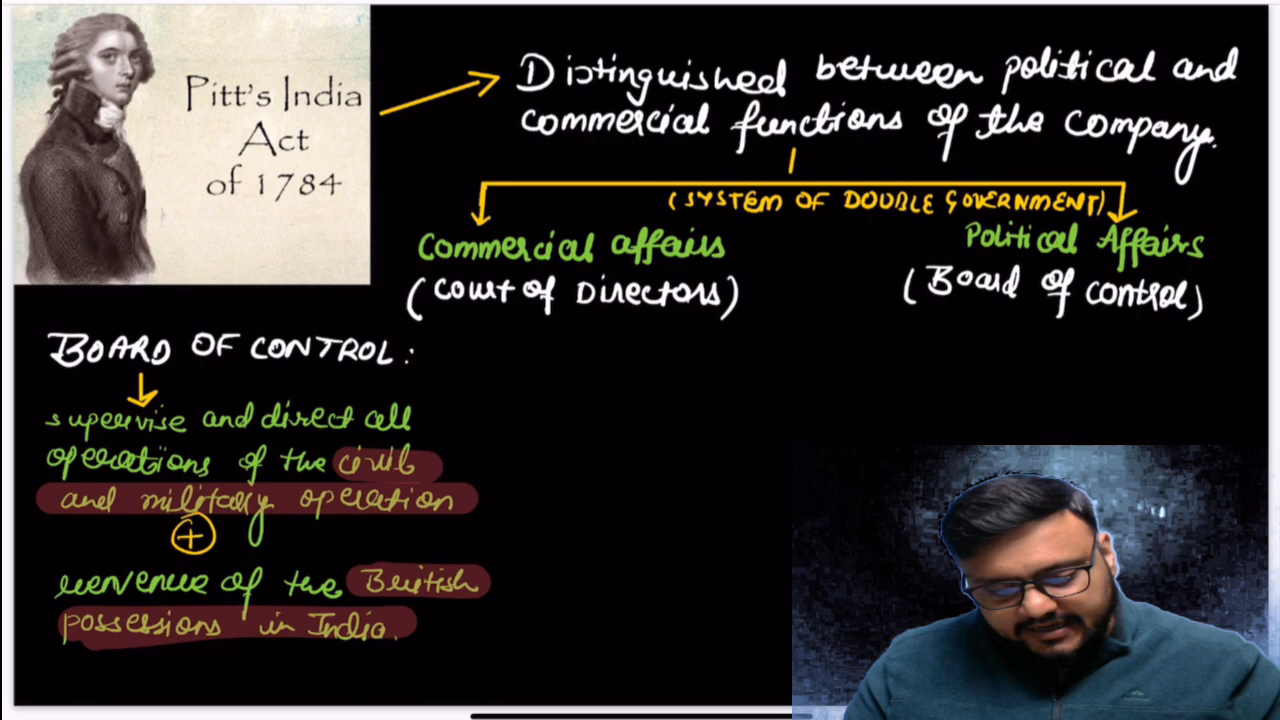 Pitt's India
Act
of 1784
Distinguished between political and
commercial functions of the company.
(SYSTEM OF DOUBLE GOVERNMENT)
Commercial affairs
Political Affairs
(Court of Directors)
(Board of control)
BOARD OF CONTROL:
supervise and direct all
operations of the civil
and military operation
+
revenue of the British
possessions in India.